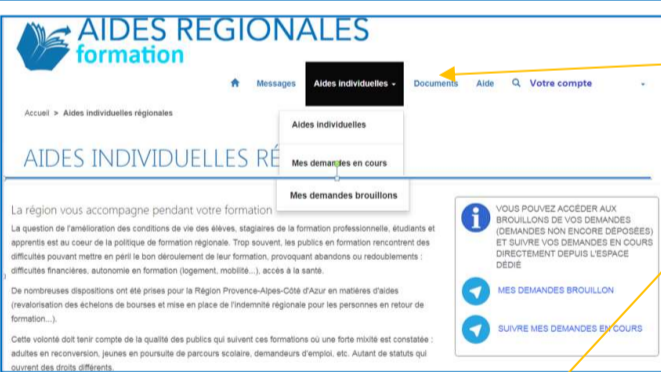 AIDES REGIONALES
formation
Messages Aides individuelles Documents Aide Votre compte
Accueil > Aides individuelles régionales
Aides individuelles
AIDES INDIVIDUELLES RÉ
Mes demandes en cours
Mes demandes brouillons
La région vous accompagne pendant votre formation
La question de l'amélioration des conditions de vie des élèves, stagiaires de la formation professionnelle, étudiants et
apprentis est au coeur de la politique de formation régionale. Trop souvent, les publics en formation rencontrent des
difficultés pouvant mettre en péril le bon déroulement de leur formation, provoquant abandons ou redoublements :
difficultés financières, autonomie en formation (logement, mobilité...), accès à la santé.
De nombreuses dispositions ont été prises pour la Région Provence-Alpes-Côté d'Azur en matières d'aides
(revalorisation des échelons de bourses et mise en place de l'indemnité régionale pour les personnes en retour de
formation...).
Cette volonté doit tenir compte de la qualité des publics qui suivent ces formations où une forte mixité est constatée :
adultes en reconversion, jeunes en poursuite de parcours scolaire, demandeurs d'emploi, etc. Autant de statuts qui
ouvrent des droits différents.
VOUS POUVEZ ACCÉDER AUX
BROUILLONS DE VOS DEMANDES
(DEMANDES NON ENCORE DÉPOSÉES)
ET SUIVRE VOS DEMANDES EN COURS
DIRECTEMENT DEPUIS L'ESPACE
DÉDIÉ
MES DEMANDES BROUILLON
SUIVRE MES DEMANDES EN COURS